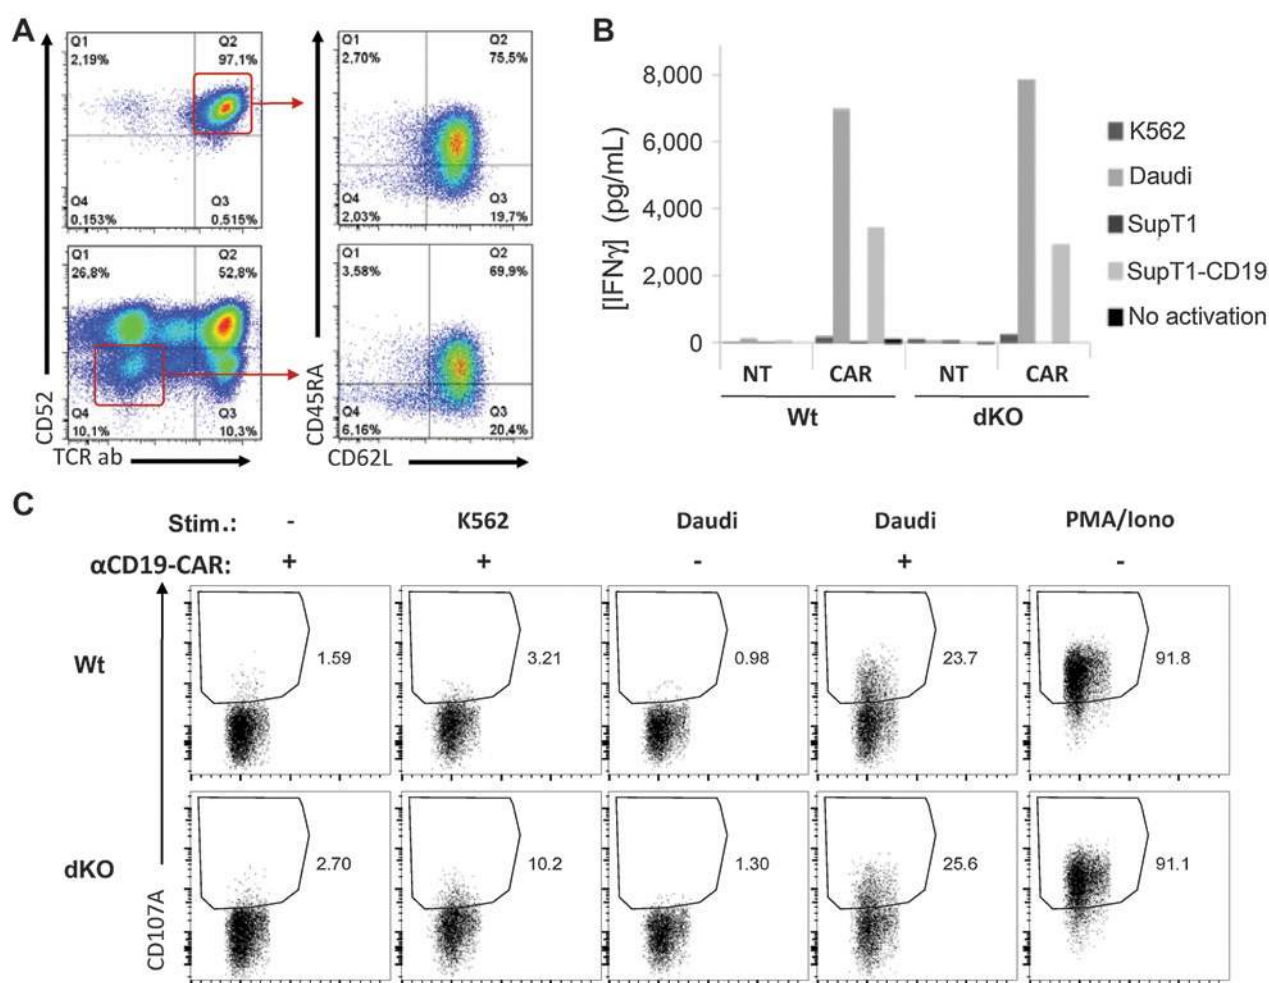 A
B
Q1
2,19%
Q2
97,1%
Q4
0,153%
Q3
0,515%
Q1
2,70%
Q2
75,5%
Q4
2,03%
Q3
19,7%
Q1
26,8%
Q2
52,8%
Q4
10,1%
Q3
10,3%
Q1
3,58%
Q2
69,9%
Q4
6,16%
Q3
20,4%
CD52
TCR ab
CD45RA
CD62L
[IFNγ] (pg/mL)
8,000
6,000
4,000
2,000
0
NT CAR NT CAR
Wt dKO
K562
Daudi
SupT1
SupT1-CD19
No activation
C
Stim.: - K562 Daudi Daudi PMA/Iono
αCD19-CAR: + + - + -
Wt 1.59 3.21 0.98 23.7 91.8
dKO 2.70 10.2 1.30 25.6 91.1
CD107A